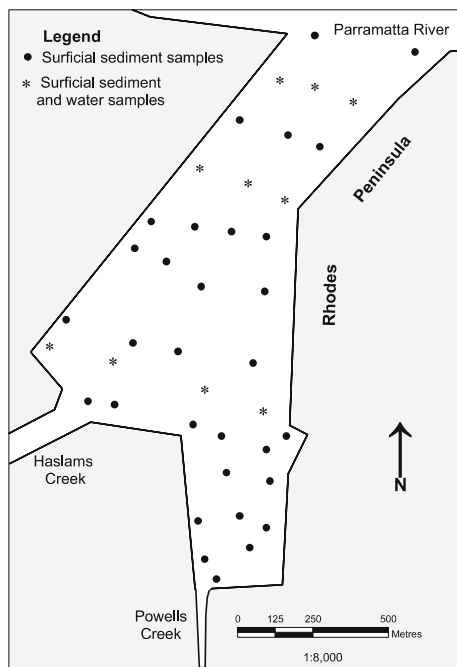 Parramatta River
Legend
Surficial sediment samples
* Surficial sediment
and water samples
Peninsula
Rhodes
Haslams
Creek
N
Powells
Creek
0 125 250 500
Metres
1:8,000